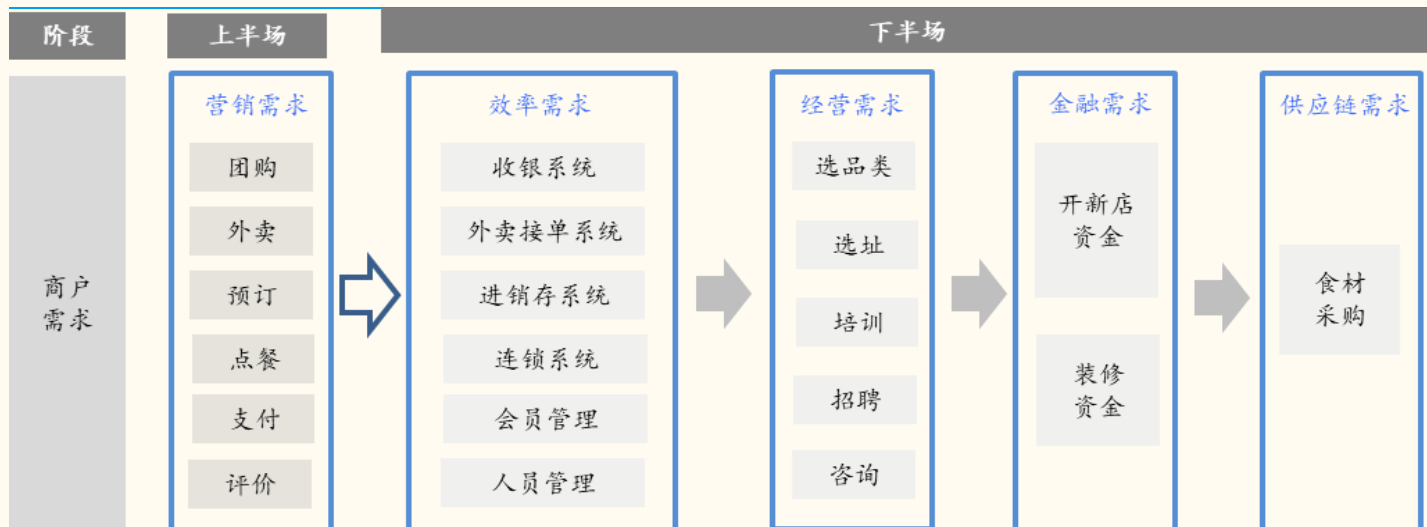 阶段
上半场
下半场
商户
需求
营销需求
团购
外卖
预订
点餐
支付
评价
效率需求
收银系统
外卖接单系统
进销存系统
连锁系统
会员管理
人员管理
经营需求
选品类
选址
培训
招聘
咨询
金融需求
开新店
资金
装修
资金
供应链需求
食材
采购